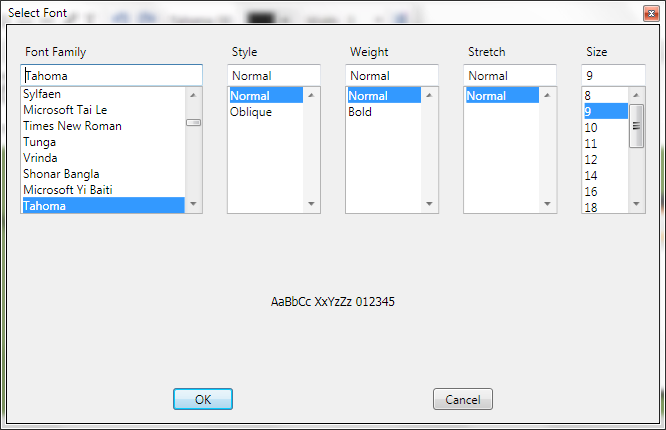 Select Font
Font Family
Style
Weight
Stretch
Size
Tahoma
Normal
Normal
Normal
9
Sylfaen
Microsoft Tai Le
Times New Roman
Tunga
Vrinda
Shonar Bangla
Microsoft Yi Baiti
Tahoma
Normal
Oblique
Normal
Bold
Normal
8
9
10
11
12
14
16
18
AaBbCc XxYzZz 012345
OK
Cancel